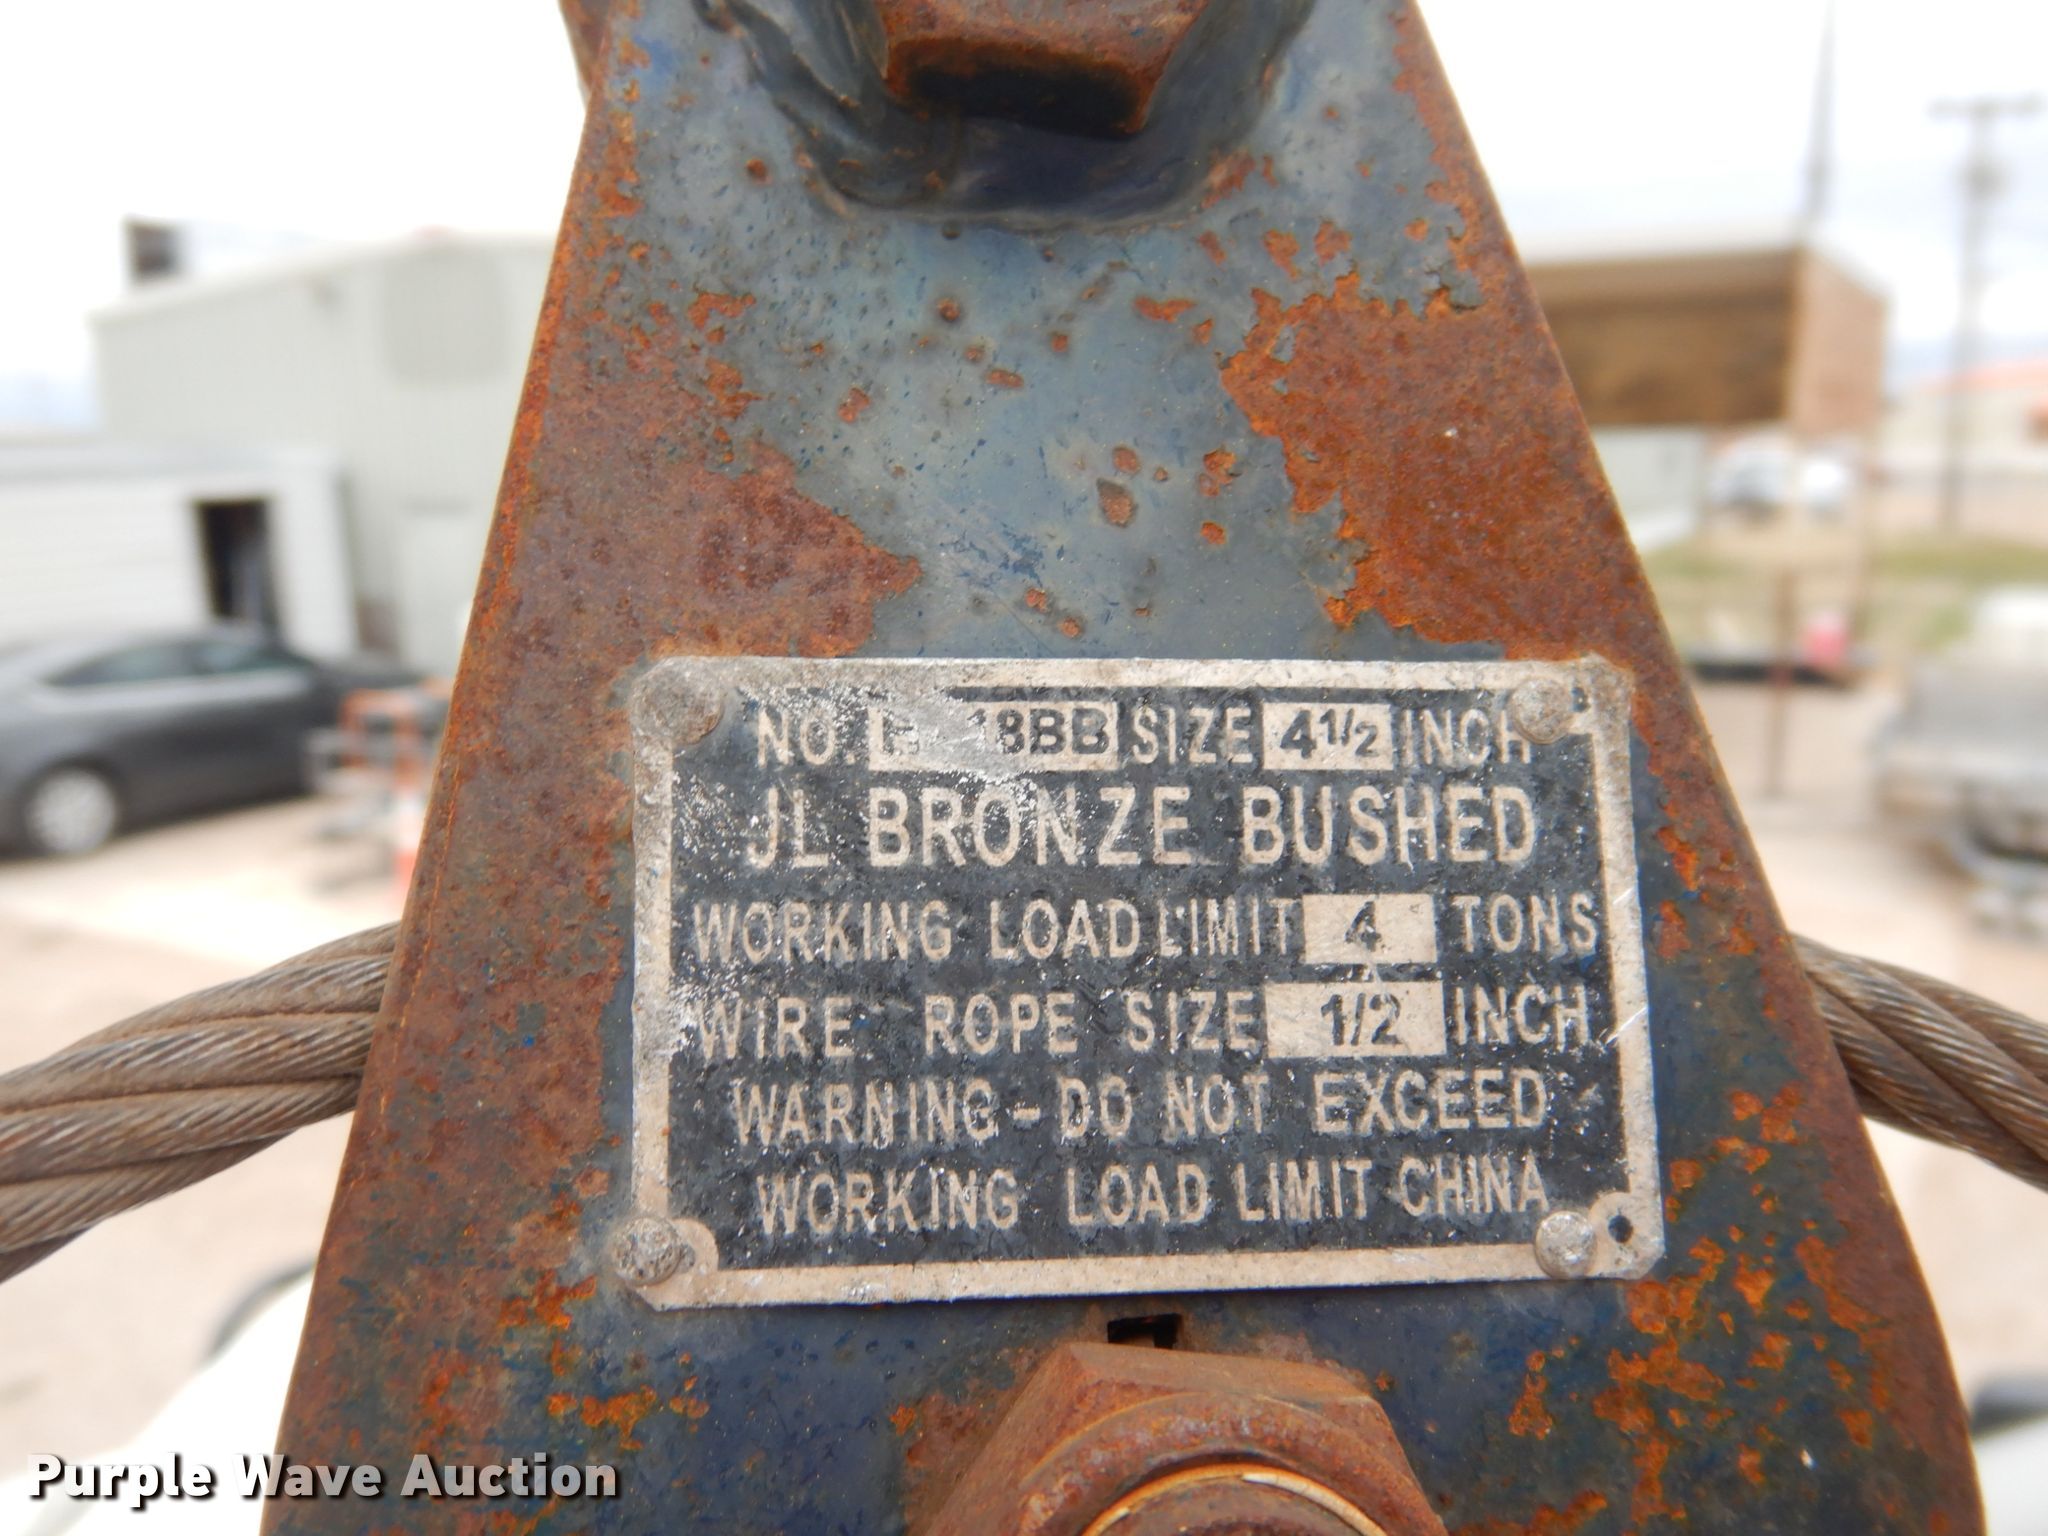 NO. 18BB SIZE 4 1/2 INCH
JL BRONZE BUSHED
WORKING LOAD LIMIT 4 TONS
WIRE ROPE SIZE 1/2 INCH
WARNING - DO NOT EXCEED
WORKING LOAD LIMIT CHINA
Purple Wave Auction